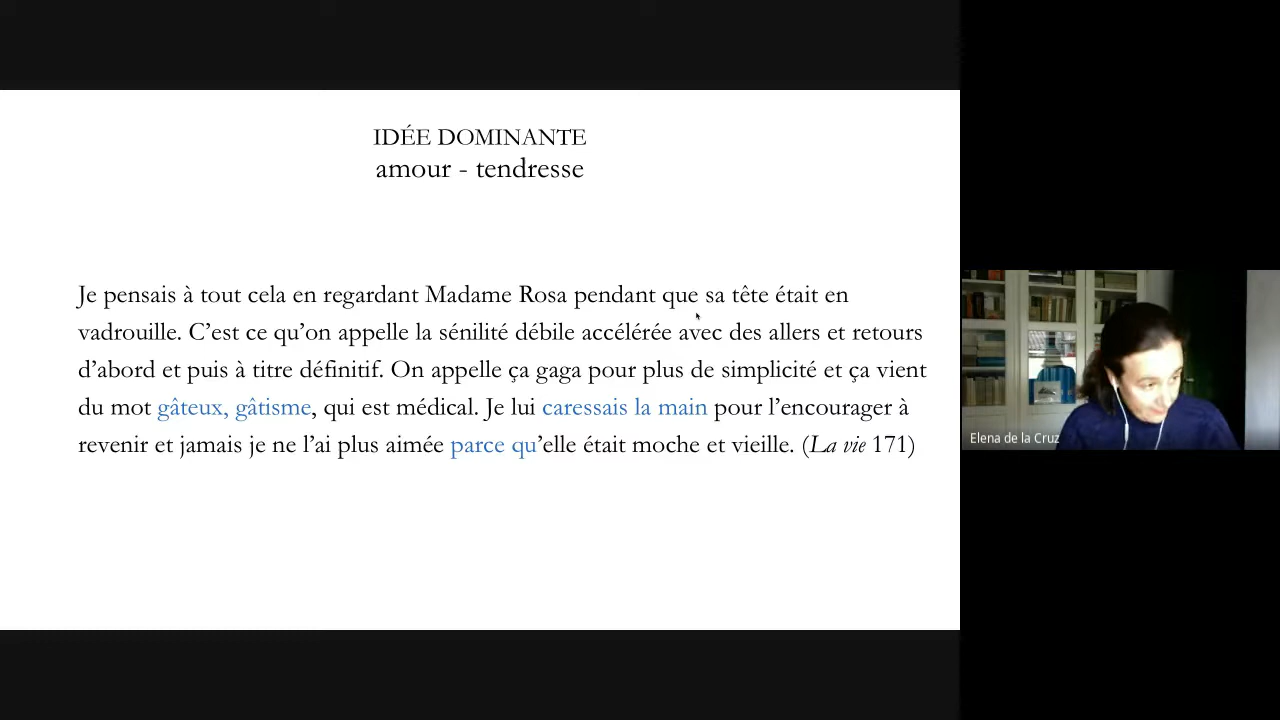 IDÉE DOMINANTE
amour - tendresse
Je pensais à tout cela en regardant Madame Rosa pendant que sa tête était en
vadrouille. C’est ce qu’on appelle la sénilité débile accélérée avec des allers et retours
d’abord et puis à titre définitif. On appelle ça gaga pour plus de simplicité et ça vient
du mot gâteux, gâtisme, qui est médical. Je lui caressais la main pour l’encourager à
revenir et jamais je ne l’ai plus aimée parce qu’elle était moche et vieille. (La vie 171)
Elena de la Cruz